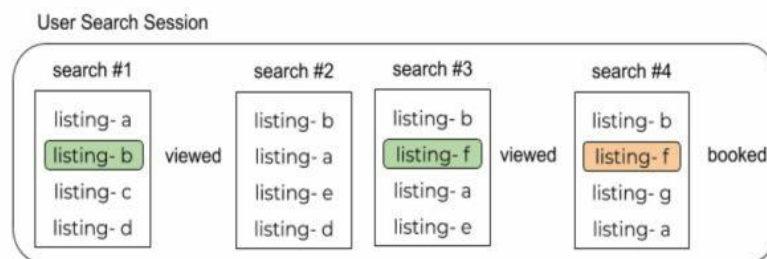 User Search Session
search #1
listing- a
listing- b
viewed
listing- c
listing- d
search #2
listing- b
listing- a
listing- e
listing- d
search #3
listing- b
listing- f
viewed
listing- a
listing- e
search #4
listing- b
listing- f
booked
listing- g
listing- a